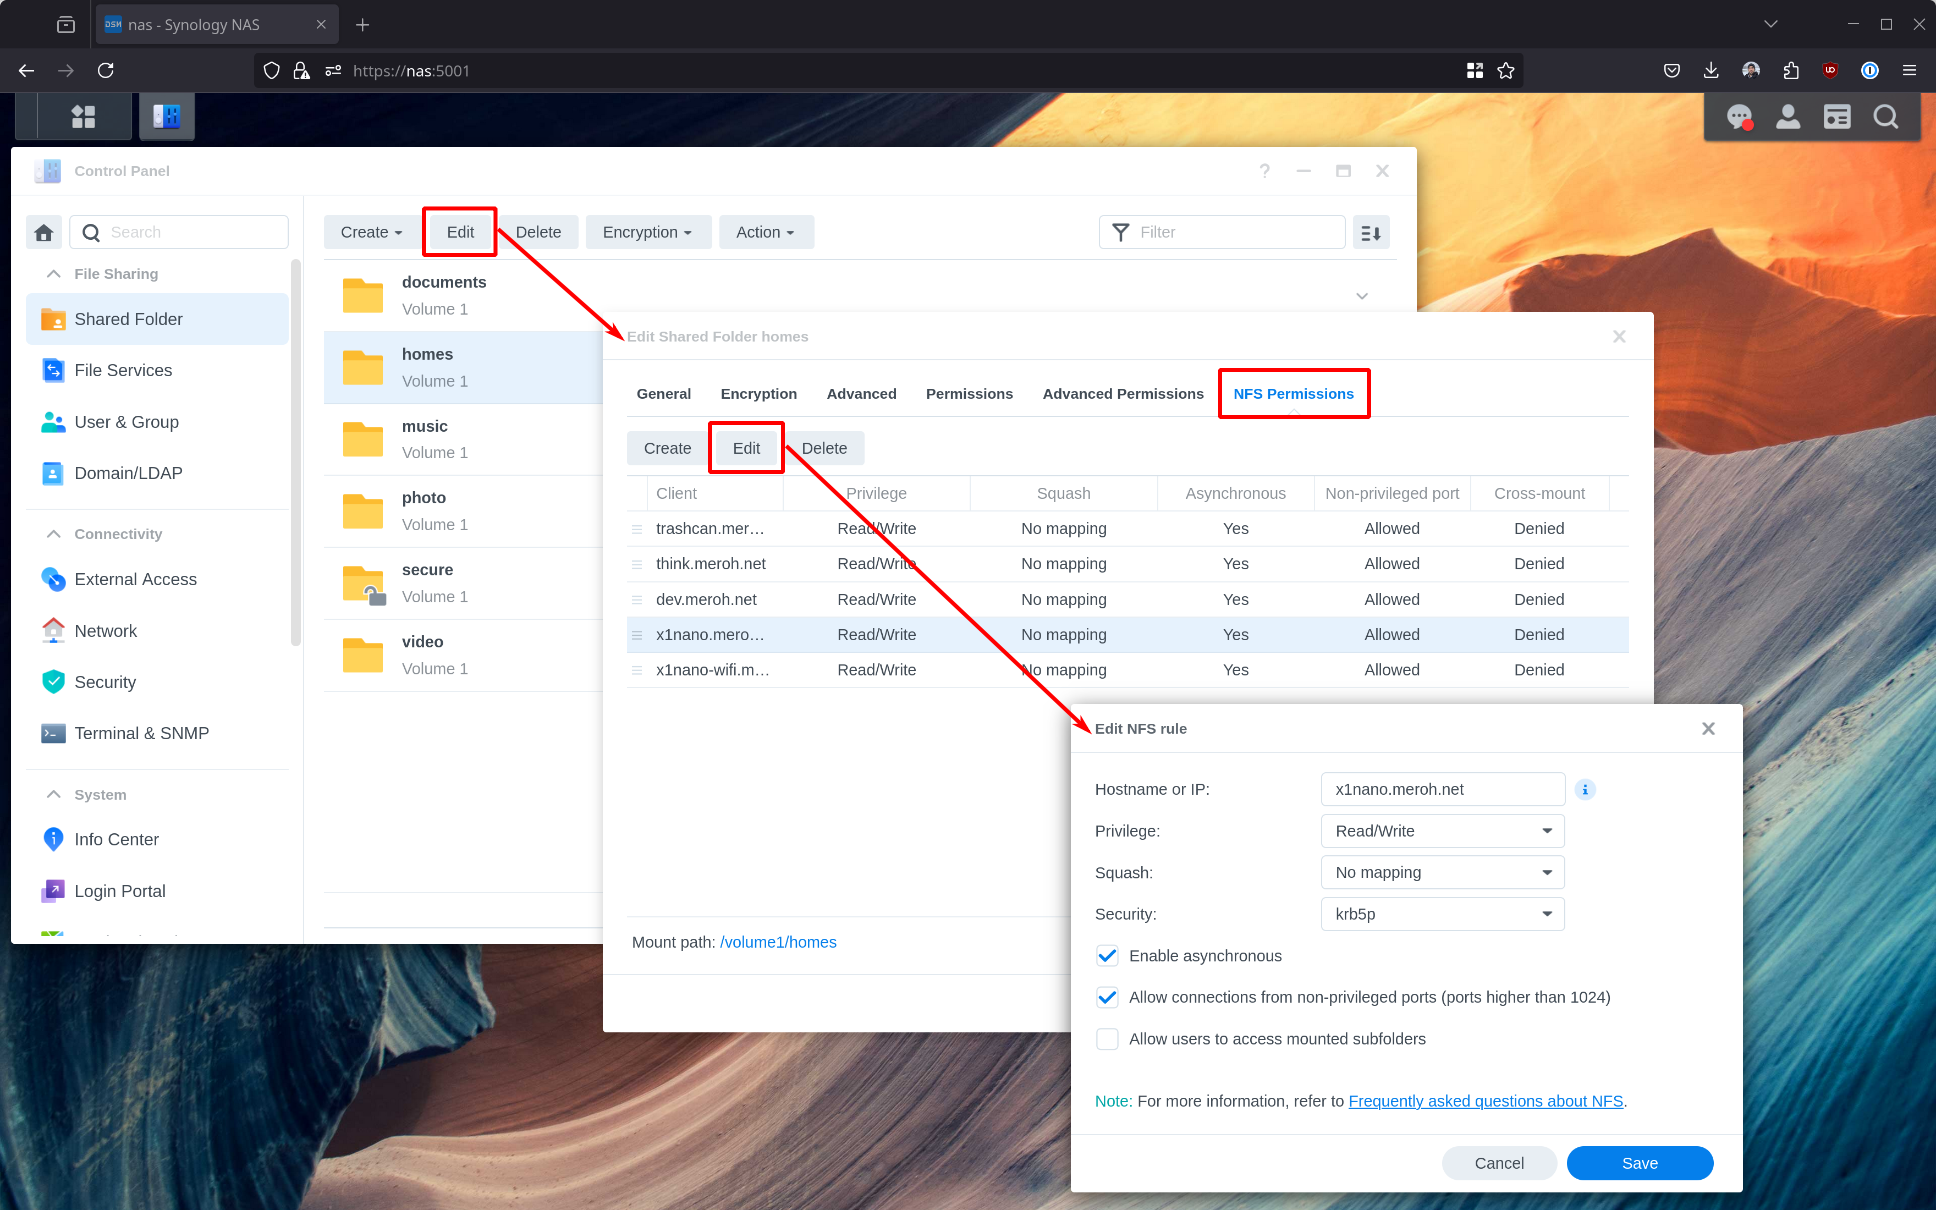 DSM nas - Synology NAS
https://nas:5001
Control Panel
Search
File Sharing
Shared Folder
File Services
User & Group
Domain/LDAP
Connectivity
External Access
Network
Security
Terminal & SNMP
System
Info Center
Login Portal
Create Edit Delete Encryption Action
Filter
documents
Volume 1
homes
Volume 1
music
Volume 1
photo
Volume 1
secure
Volume 1
video
Volume 1
Edit Shared Folder homes
General Encryption Advanced Permissions Advanced Permissions NFS Permissions
Create Edit Delete
Client Privilege Squash Asynchronous Non-privileged port Cross-mount
trashcan.mer… Read/Write No mapping Yes Allowed Denied
think.meroh.net Read/Write No mapping Yes Allowed Denied
dev.meroh.net Read/Write No mapping Yes Allowed Denied
x1nano.mero… Read/Write No mapping Yes Allowed Denied
x1nano-wifi.m… Read/Write No mapping Yes Allowed Denied
Mount path: /volume1/homes
Edit NFS rule
Hostname or IP: x1nano.meroh.net
Privilege: Read/Write
Squash: No mapping
Security: krb5p
Enable asynchronous
Allow connections from non-privileged ports (ports higher than 1024)
Allow users to access mounted subfolders
Note: For more information, refer to Frequently asked questions about NFS.
Cancel Save